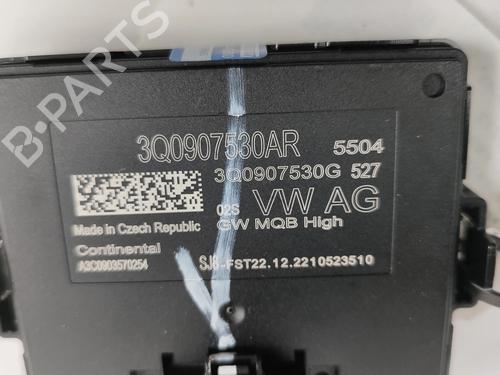 B-PARTS
3Q0907530AR 5504
3Q0907530G 527
02S VW AG
Made in Czech Republic GW MQB High
Continental
A3C0903570254 SJ8-FST22.12.2210523510